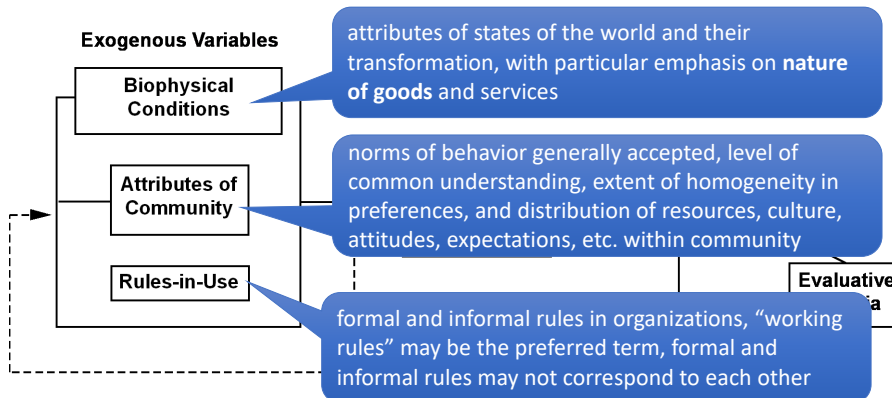 Exogenous Variables
Biophysical
Conditions
attributes of states of the world and their
transformation, with particular emphasis on nature
of goods and services
Attributes of
Community
norms of behavior generally accepted, level of
common understanding, extent of homogeneity in
preferences, and distribution of resources, culture,
attitudes, expectations, etc. within community
Rules-in-Use
formal and informal rules in organizations, “working
rules” may be the preferred term, formal and
informal rules may not correspond to each other
Evaluative